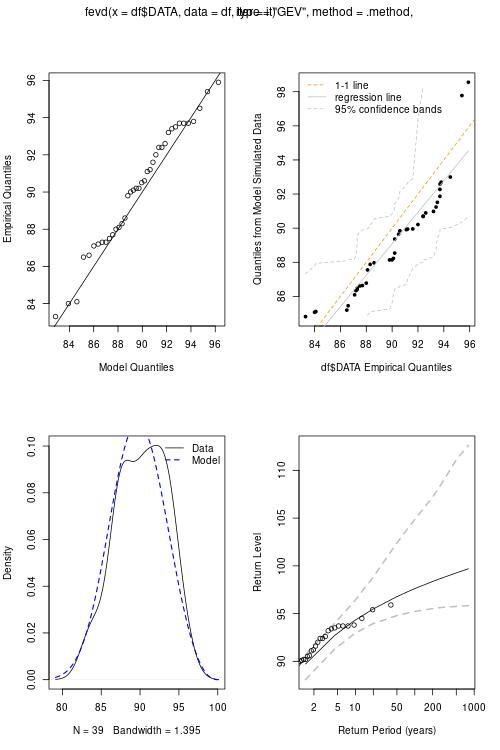 fevd(x = df$DATA, data = df, type = "GEV", method = .method,
1-1 line
regression line
95% confidence bands
Empirical Quantiles
84 86 88 90 92 94 96
84 86 88 90 92 94 96
Model Quantiles
Quantiles from Model Simulated Data
86 88 90 92 94 96 98
84 86 88 90 92 94 96
df$DATA Empirical Quantiles
Data
Model
Density
0.00 0.02 0.04 0.06 0.08 0.10
80 85 90 95 100
N = 39 Bandwidth = 1.395
Return Level
90 95 100 105 110
2 5 10 50 200 1000
Return Period (years)